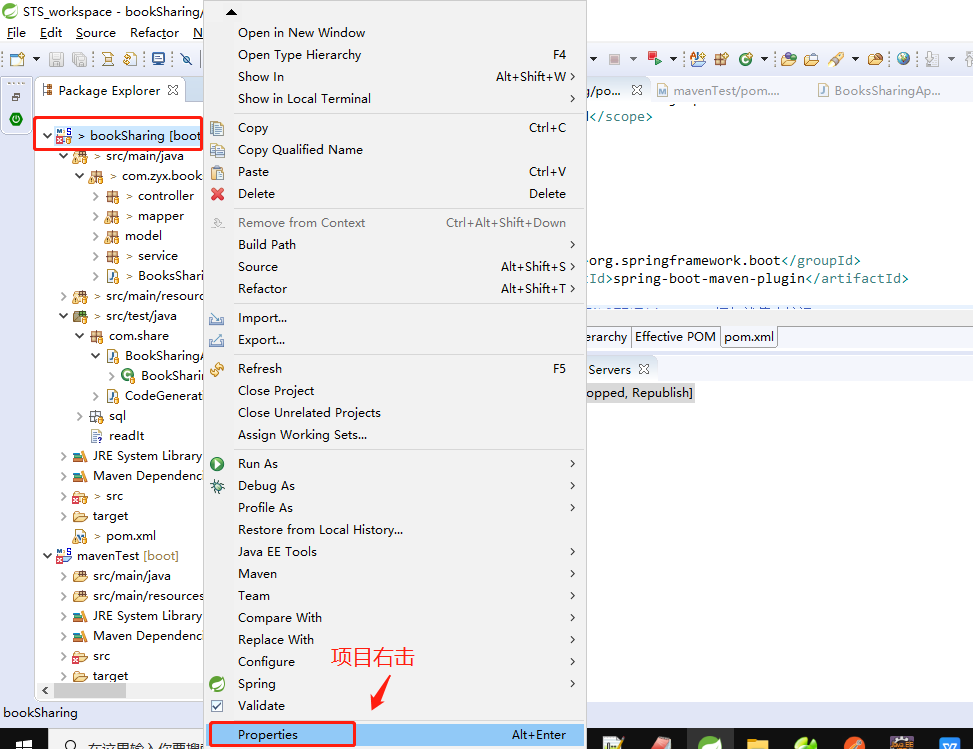 STS_workspace - bookSharing/
File Edit Source Refactor N
Package Explorer
> bookSharing [boot
> src/main/java
> com.zyx.book
> controller
> mapper
model
> service
> BooksShari
> src/main/resourc
src/test/java
com.share
BookSharingA
BookSharin
CodeGenerat
sql
readIt
JRE System Library
Maven Dependenc
> src
target
> pom.xml
mavenTest [boot]
src/main/java
src/main/resources
JRE System Library
Maven Dependenc
src
target
bookSharing
Open in New Window
Open Type Hierarchy F4
Show In Alt+Shift+W >
Show in Local Terminal >
Copy Ctrl+C
Copy Qualified Name
Paste Ctrl+V
Delete Delete
Remove from Context Ctrl+Alt+Shift+Down
Build Path >
Source Alt+Shift+S >
Refactor Alt+Shift+T >
Import...
Export...
Refresh F5
Close Project
Close Unrelated Projects
Assign Working Sets...
Run As >
Debug As >
Profile As >
Restore from Local History...
Java EE Tools >
Maven >
Team >
Compare With >
Replace With >
Configure >
项目右击
Spring >
Validate
Properties Alt+Enter
g/po... mavenTest/pom.... BooksSharingAp...
</scope>
org.springframework.boot</groupId>
Id>spring-boot-maven-plugin</artifactId>
erarchy Effective POM pom.xml
Servers
opped, Republish]
在这里输入你要搜